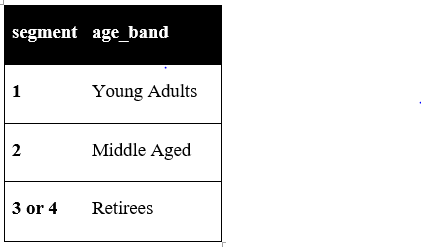 segment age_band
1 Young Adults
2 Middle Aged
3 or 4 Retirees